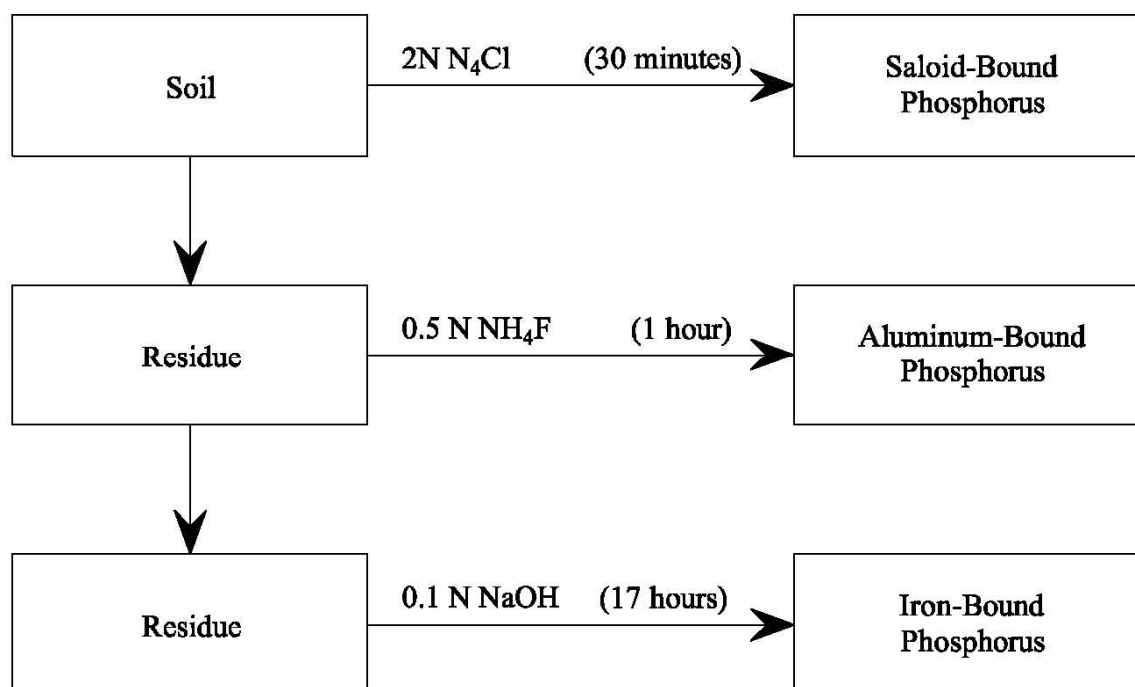 Soil
2N N₄Cl (30 minutes)
Saloid-Bound
Phosphorus
Residue
0.5 N NH₄F (1 hour)
Aluminum-Bound
Phosphorus
Residue
0.1 N NaOH (17 hours)
Iron-Bound
Phosphorus